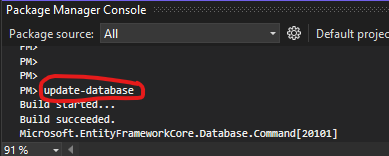 Package Manager Console
Package source: All Default projec
PM>
PM>
PM>
PM> update-database
Build started...
Build succeeded.
Microsoft.EntityFrameworkCore.Database.Command[20101]
91 %